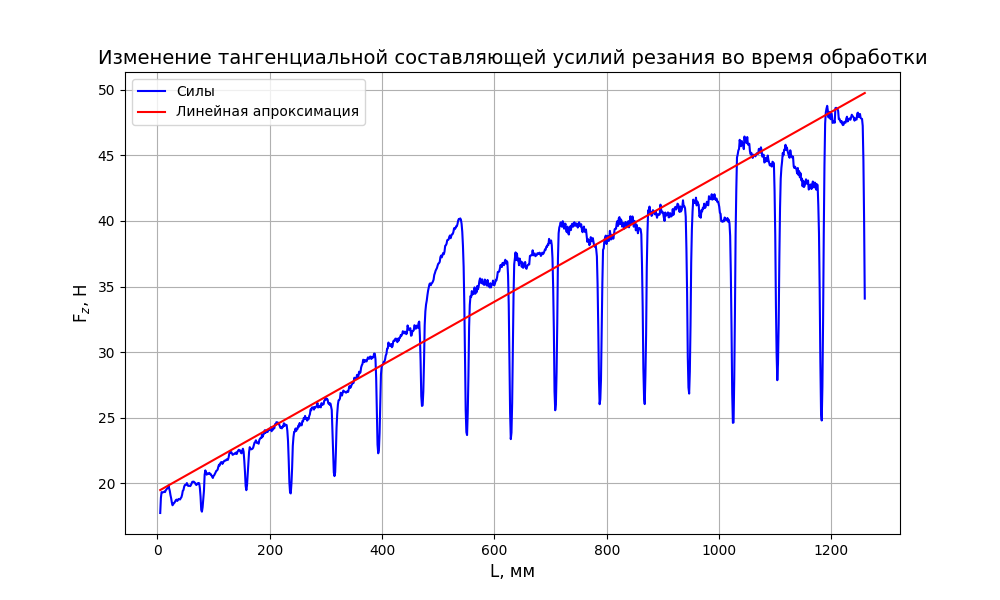 Изменение тангенциальной составляющей усилий резания во время обработки
Силы
Линейная апроксимация
50
45
40
35
30
25
20
F_z, Н
0 200 400 600 800 1000 1200
L, мм